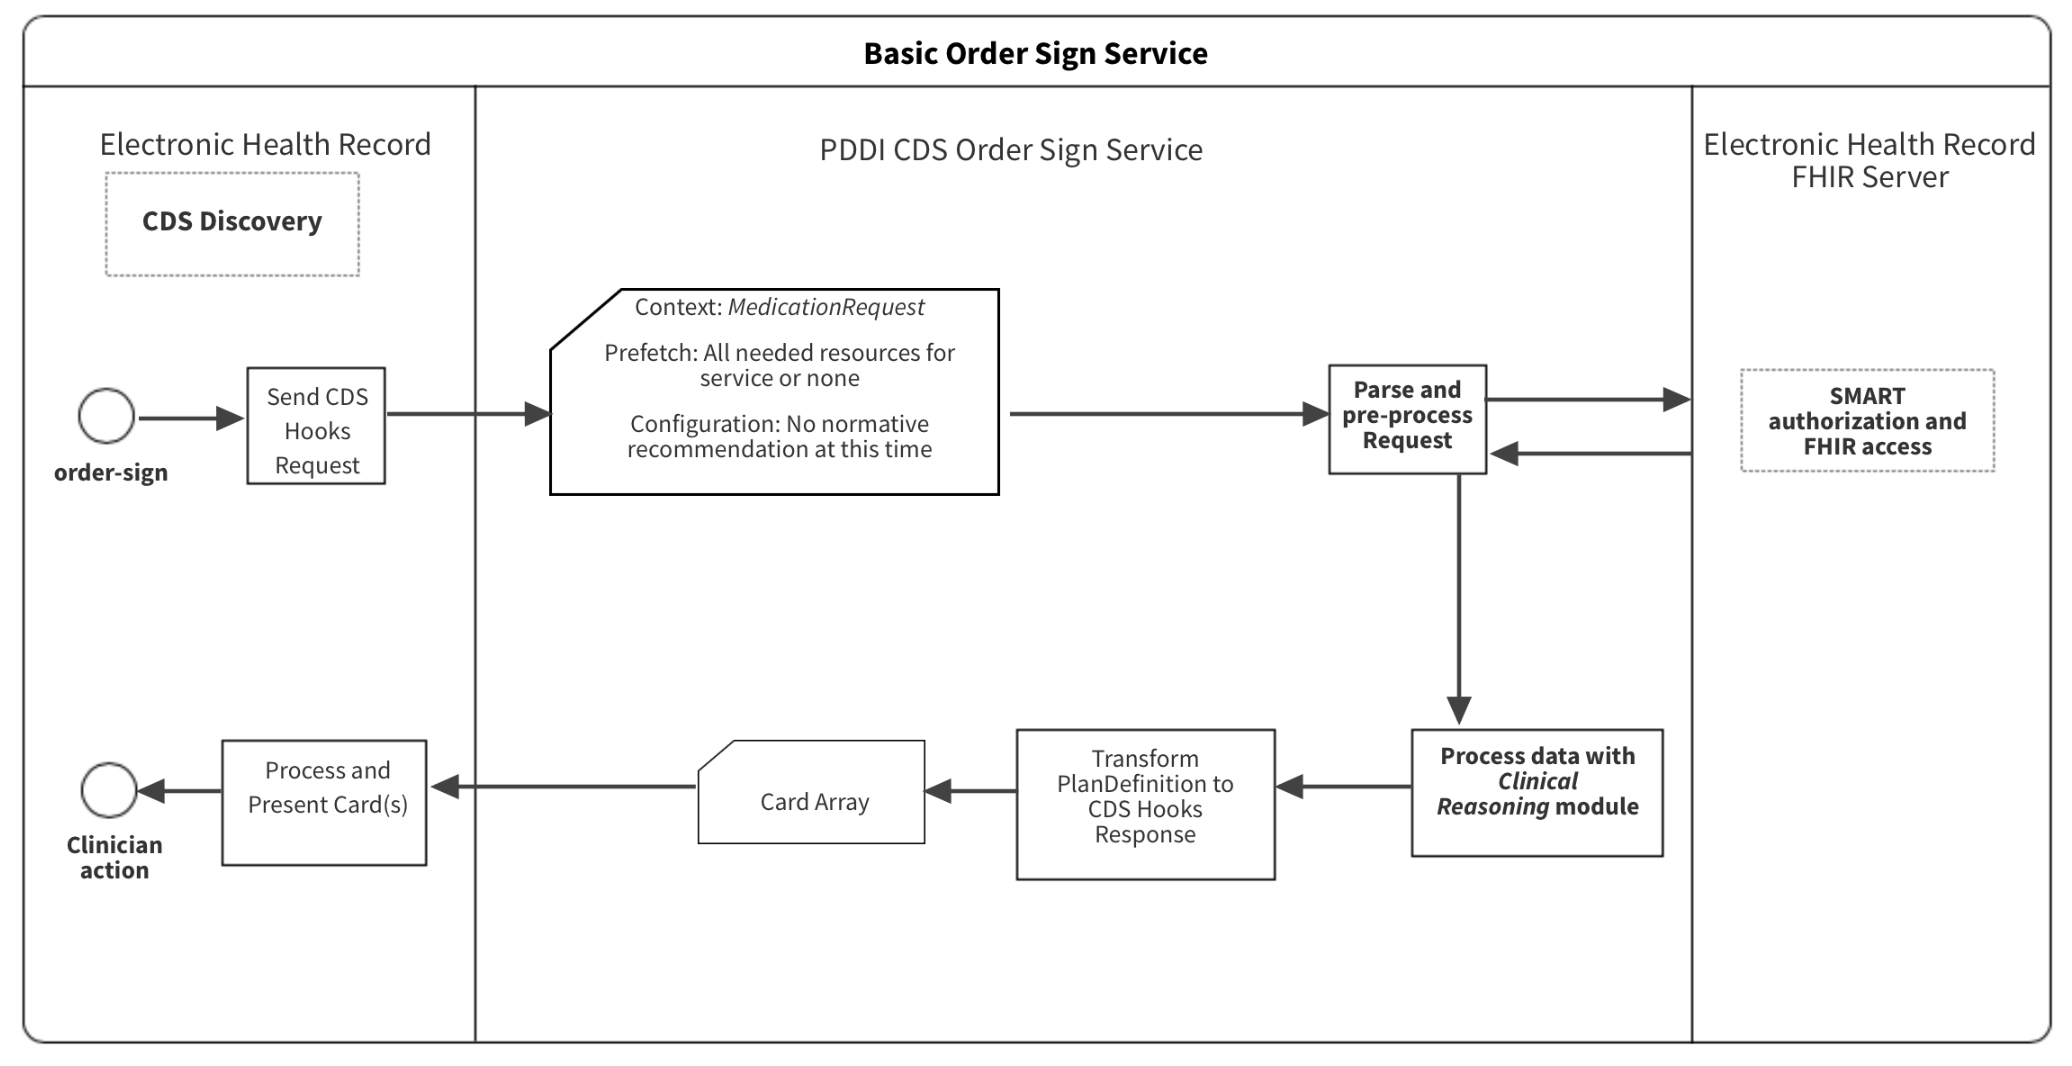 Basic Order Sign Service
Electronic Health Record
CDS Discovery
order-sign
Send CDS
Hooks
Request
PDDI CDS Order Sign Service
Context: MedicationRequest
Prefetch: All needed resources for
service or none
Configuration: No normative
recommendation at this time
Parse and
pre-process
Request
Electronic Health Record
FHIR Server
SMART
authorization and
FHIR access
Process data with
Clinical
Reasoning module
Transform
PlanDefinition to
CDS Hooks
Response
Card Array
Process and
Present Card(s)
Clinician
action